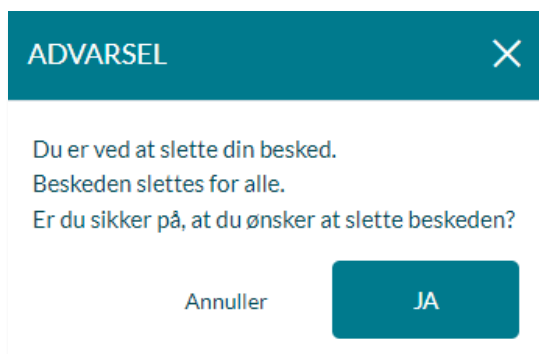 ADVARSEL
Du er ved at slette din besked.
Beskeden slettes for alle.
Er du sikker på, at du ønsker at slette beskeden?
Annuller
JA